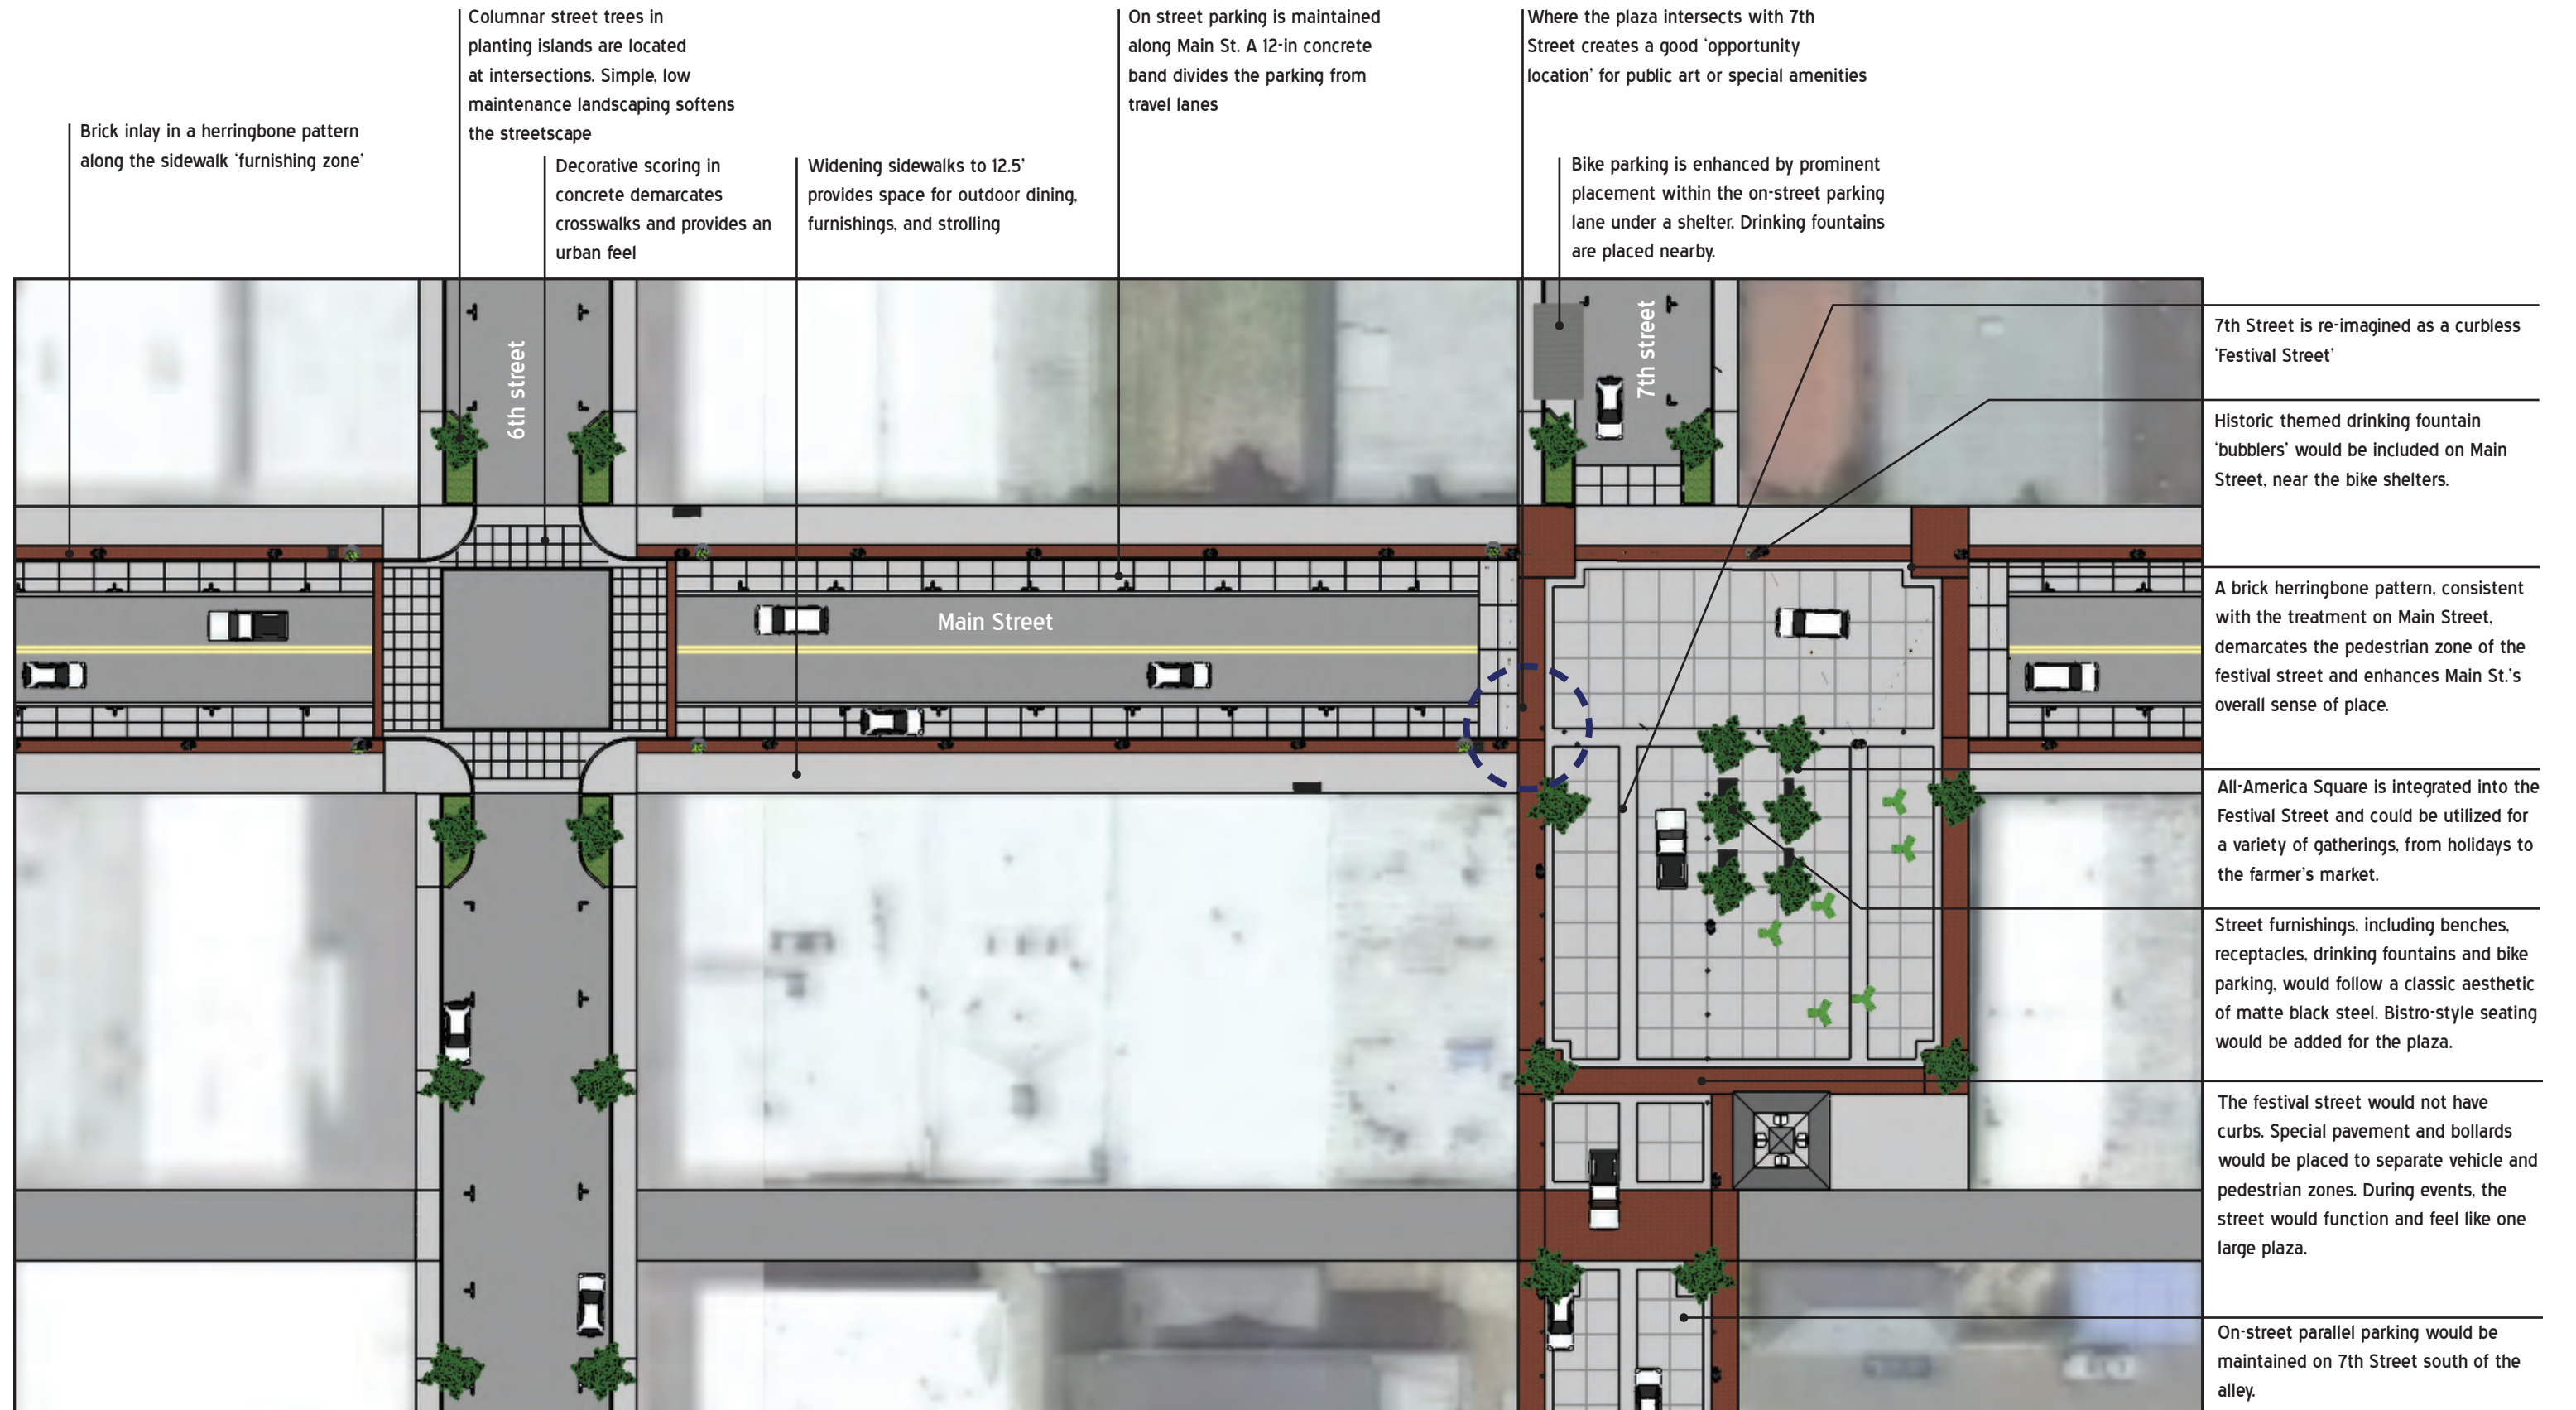 Columnar street trees in
planting islands are located
at intersections. Simple, low
maintenance landscaping softens
the streetscape
On street parking is maintained
along Main St. A 12-in concrete
band divides the parking from
travel lanes
Where the plaza intersects with 7th
Street creates a good ‘opportunity
location’ for public art or special amenities
Brick inlay in a herringbone pattern
along the sidewalk ‘furnishing zone’
Decorative scoring in
concrete demarcates
crosswalks and provides an
urban feel
Widening sidewalks to 12.5’
provides space for outdoor dining,
furnishings, and strolling
Bike parking is enhanced by prominent
placement within the on-street parking
lane under a shelter. Drinking fountains
are placed nearby.
6th street
7th street
Main Street
7th Street is re-imagined as a curbless
‘Festival Street’
Historic themed drinking fountain
‘bubblers’ would be included on Main
Street, near the bike shelters.
A brick herringbone pattern, consistent
with the treatment on Main Street,
demarcates the pedestrian zone of the
festival street and enhances Main St.’s
overall sense of place.
All-America Square is integrated into the
Festival Street and could be utilized for
a variety of gatherings, from holidays to
the farmer’s market.
Street furnishings, including benches,
receptacles, drinking fountains and bike
parking, would follow a classic aesthetic
of matte black steel. Bistro-style seating
would be added for the plaza.
The festival street would not have
curbs. Special pavement and bollards
would be placed to separate vehicle and
pedestrian zones. During events, the
street would function and feel like one
large plaza.
On-street parallel parking would be
maintained on 7th Street south of the
alley.